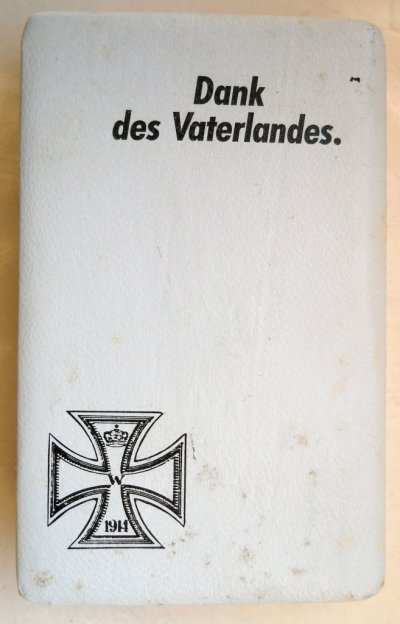 Dank
des Vaterlandes.
W
1914